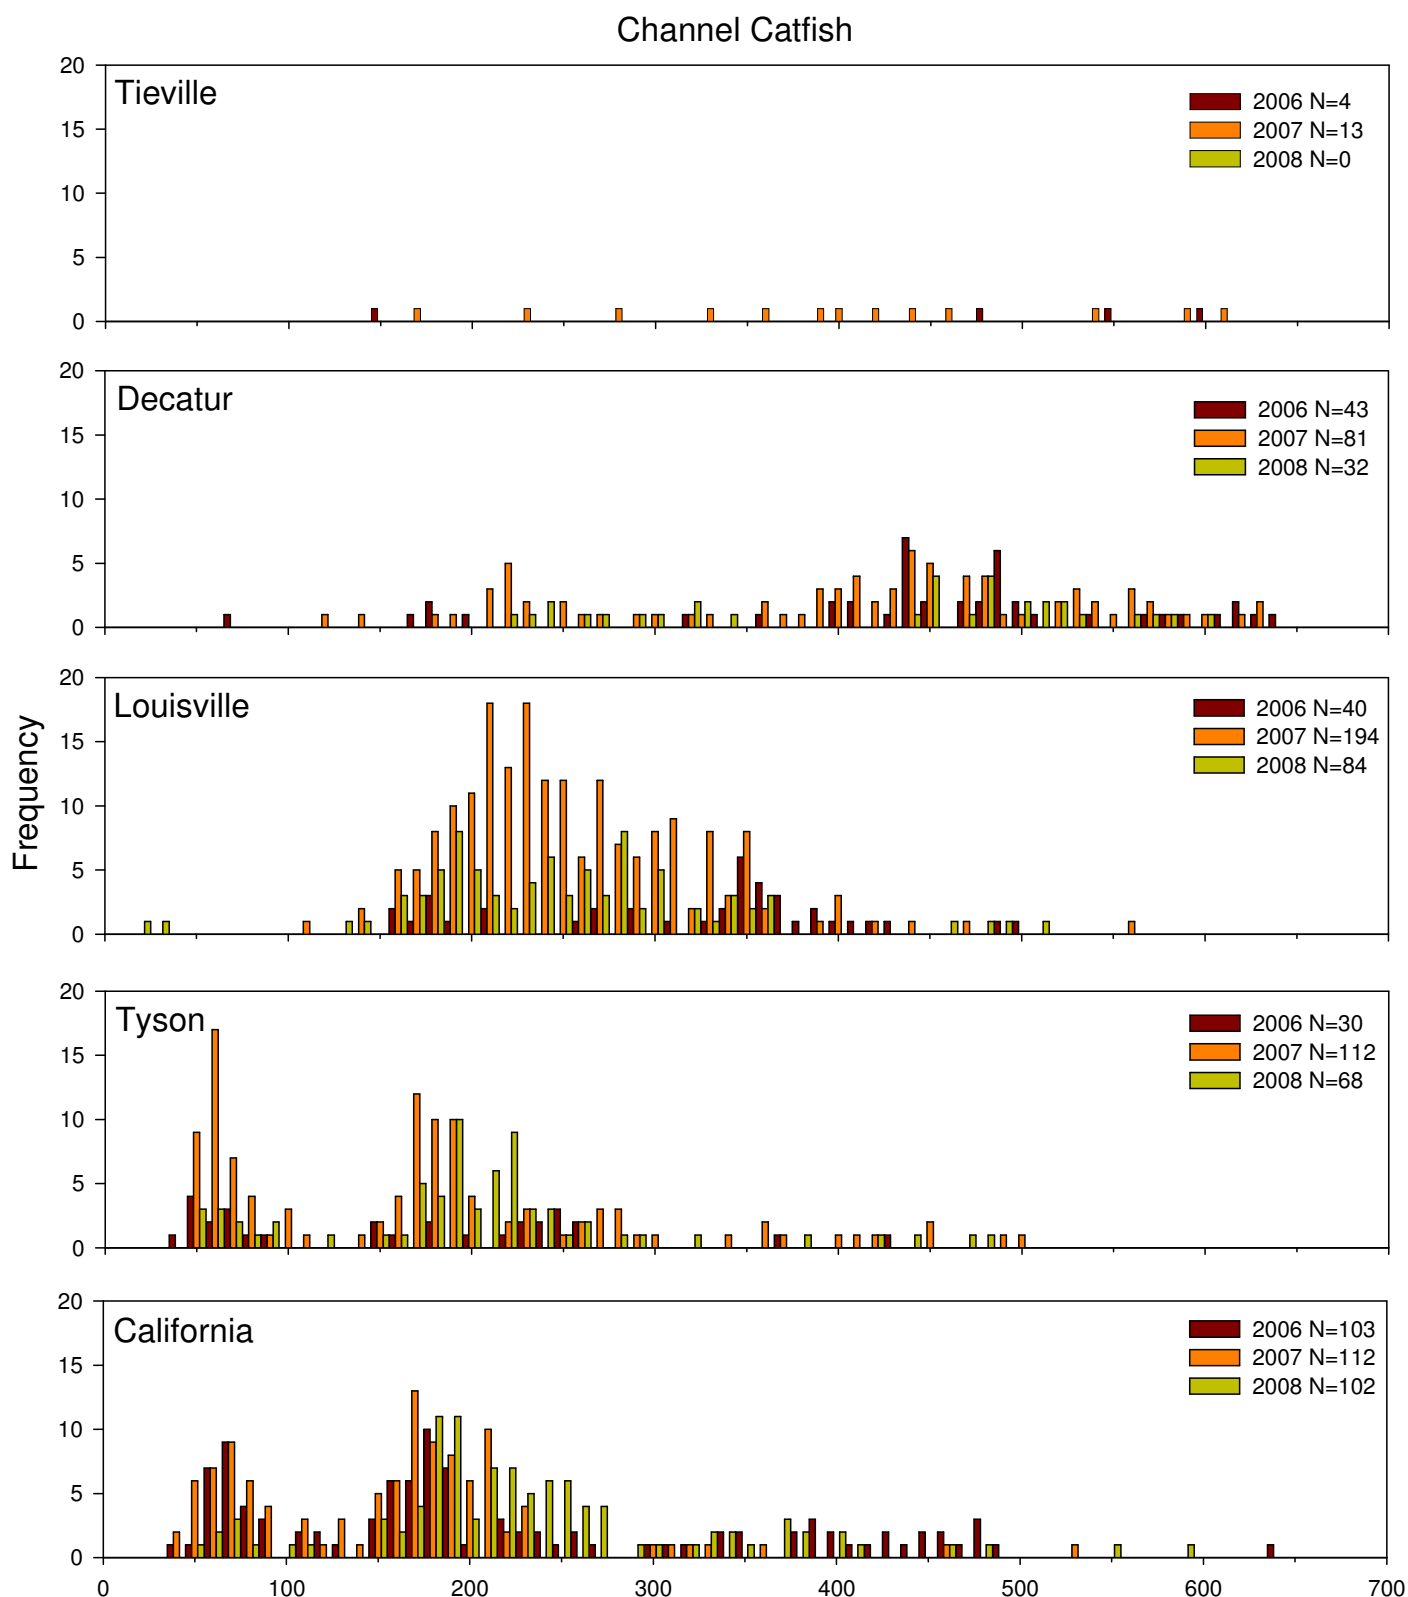 Channel Catfish
20
Tieville
2006 N=4
15
2007 N=13
2008 N=0
10
5
0
20
Decatur
2006 N=43
15
2007 N=81
2008 N=32
10
5
0
20
Louisville
2006 N=40
15
2007 N=194
2008 N=84
10
5
0
Frequency
20
Tyson
2006 N=30
15
2007 N=112
2008 N=68
10
5
0
20
California
2006 N=103
15
2007 N=112
2008 N=102
10
5
0
0 100 200 300 400 500 600 700